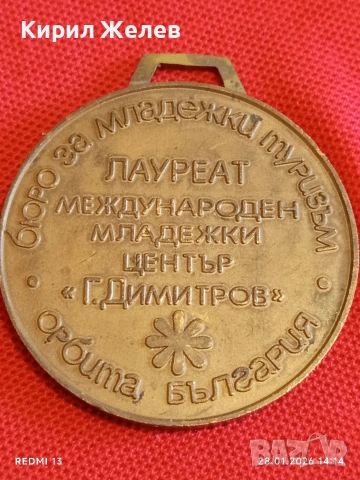 Кирил Желев
бюро за младежки туризъм
ЛАУРЕАТ
МЕЖДУНАРОДЕН
МЛАДЕЖКИ
ЦЕНТЪР
«Г.ДИМИТРОВ»
орбита, България
REDMI 13
28.01.2026 14:14
БАЗАР